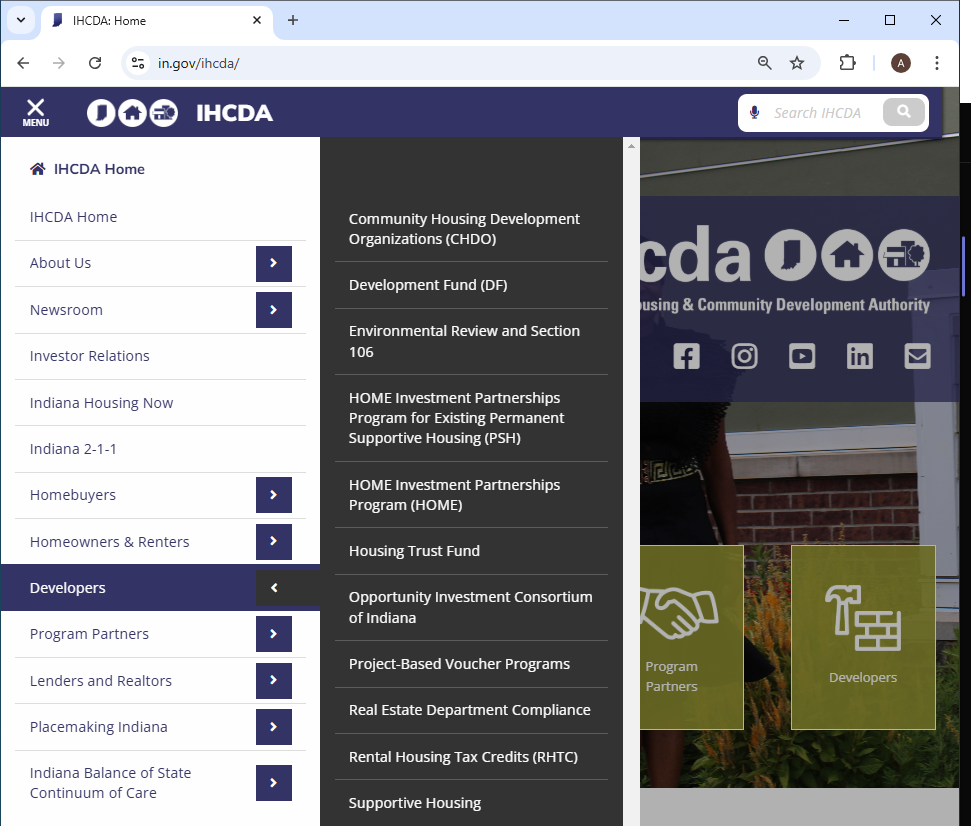 IHCDA: Home
in.gov/ihcda/
A
MENU
IHCDA
Search IHCDA
IHCDA Home
IHCDA Home
About Us
Newsroom
Investor Relations
Indiana Housing Now
Indiana 2-1-1
Homebuyers
Homeowners & Renters
Developers
Program Partners
Lenders and Realtors
Placemaking Indiana
Indiana Balance of State
Continuum of Care
Community Housing Development
Organizations (CHDO)
Development Fund (DF)
Environmental Review and Section
106
HOME Investment Partnerships
Program for Existing Permanent
Supportive Housing (PSH)
HOME Investment Partnerships
Program (HOME)
Housing Trust Fund
Opportunity Investment Consortium
of Indiana
Project-Based Voucher Programs
Real Estate Department Compliance
Rental Housing Tax Credits (RHTC)
Supportive Housing
cda
using & Community Development Authority
in
Program
Partners
Developers